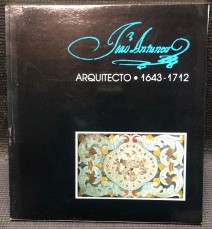 João Antunes
ARQUITECTO • 1643-1712